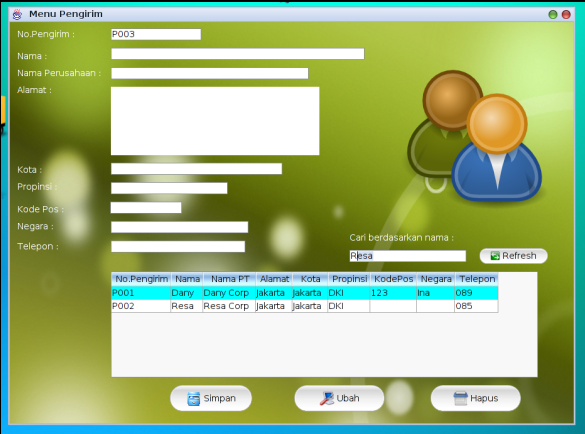 Menu Pengirim
No.Pengirim : P003
Nama :
Nama Perusahaan :
Alamat :
Kota :
Propinsi :
Kode Pos :
Negara :
Telepon :
Cari berdasarkan nama :
Resa Refresh
No.Pengirim Nama Nama PT Alamat Kota Propinsi KodePos Negara Telepon
P001 Dany Dany Corp Jakarta Jakarta DKI 123 Ina 089
P002 Resa Resa Corp Jakarta Jakarta DKI 085
Simpan Ubah Hapus